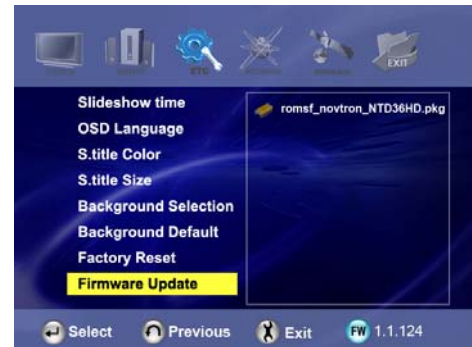 ETC
EXIT
Slideshow time
OSD Language
S.title Color
S.title Size
Background Selection
Background Default
Factory Reset
Firmware Update
romsf_novtron_NTD36HD.pkg
Select Previous Exit FW 1.1.124